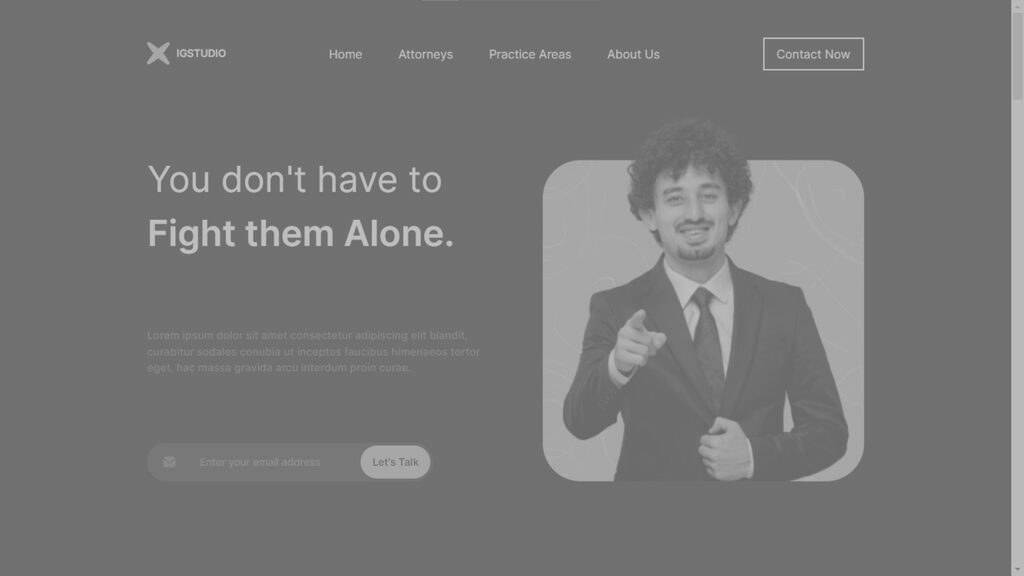 IGSTUDIO
Home
Attorneys
Practice Areas
About Us
Contact Now
You don't have to
Fight them Alone.
Lorem ipsum dolor sit amet consectetur adipiscing elit blandit,
curabitur sodales conubia ut inceptos faucibus himenaeos tortor
eget, hac massa gravida arcu interdum proin curae.
Enter your email address
Let's Talk